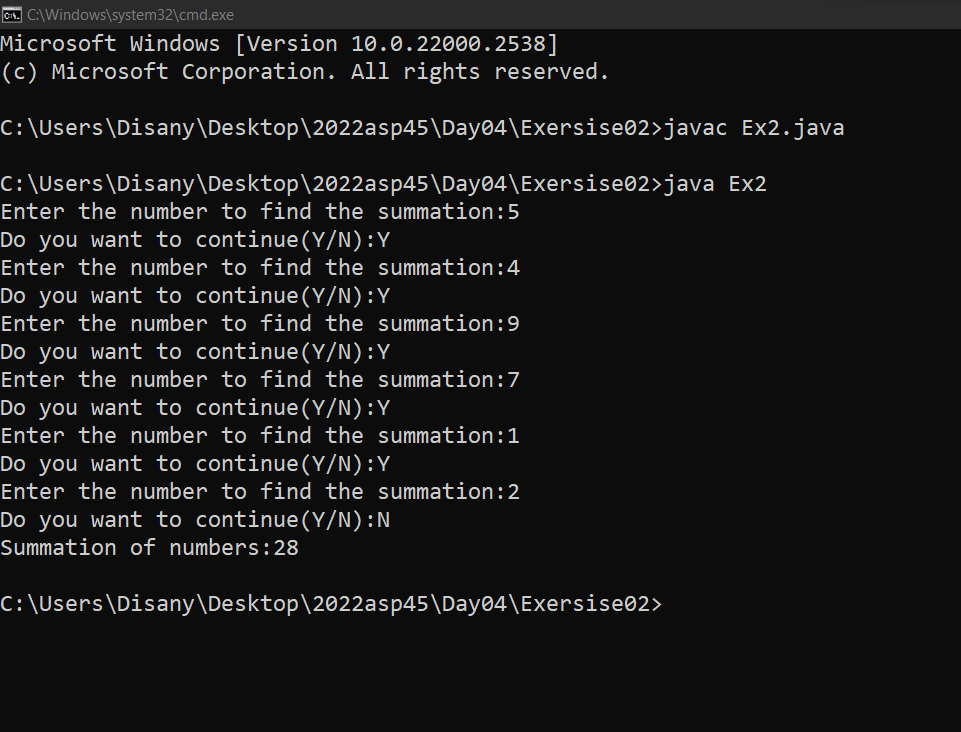 C:\Windows\system32\cmd.exe
Microsoft Windows [Version 10.0.22000.2538]
(c) Microsoft Corporation. All rights reserved.
C:\Users\Disany\Desktop\2022asp45\Day04\Exersise02>javac Ex2.java
C:\Users\Disany\Desktop\2022asp45\Day04\Exersise02>java Ex2
Enter the number to find the summation:5
Do you want to continue(Y/N):Y
Enter the number to find the summation:4
Do you want to continue(Y/N):Y
Enter the number to find the summation:9
Do you want to continue(Y/N):Y
Enter the number to find the summation:7
Do you want to continue(Y/N):Y
Enter the number to find the summation:1
Do you want to continue(Y/N):Y
Enter the number to find the summation:2
Do you want to continue(Y/N):N
Summation of numbers:28
C:\Users\Disany\Desktop\2022asp45\Day04\Exersise02>